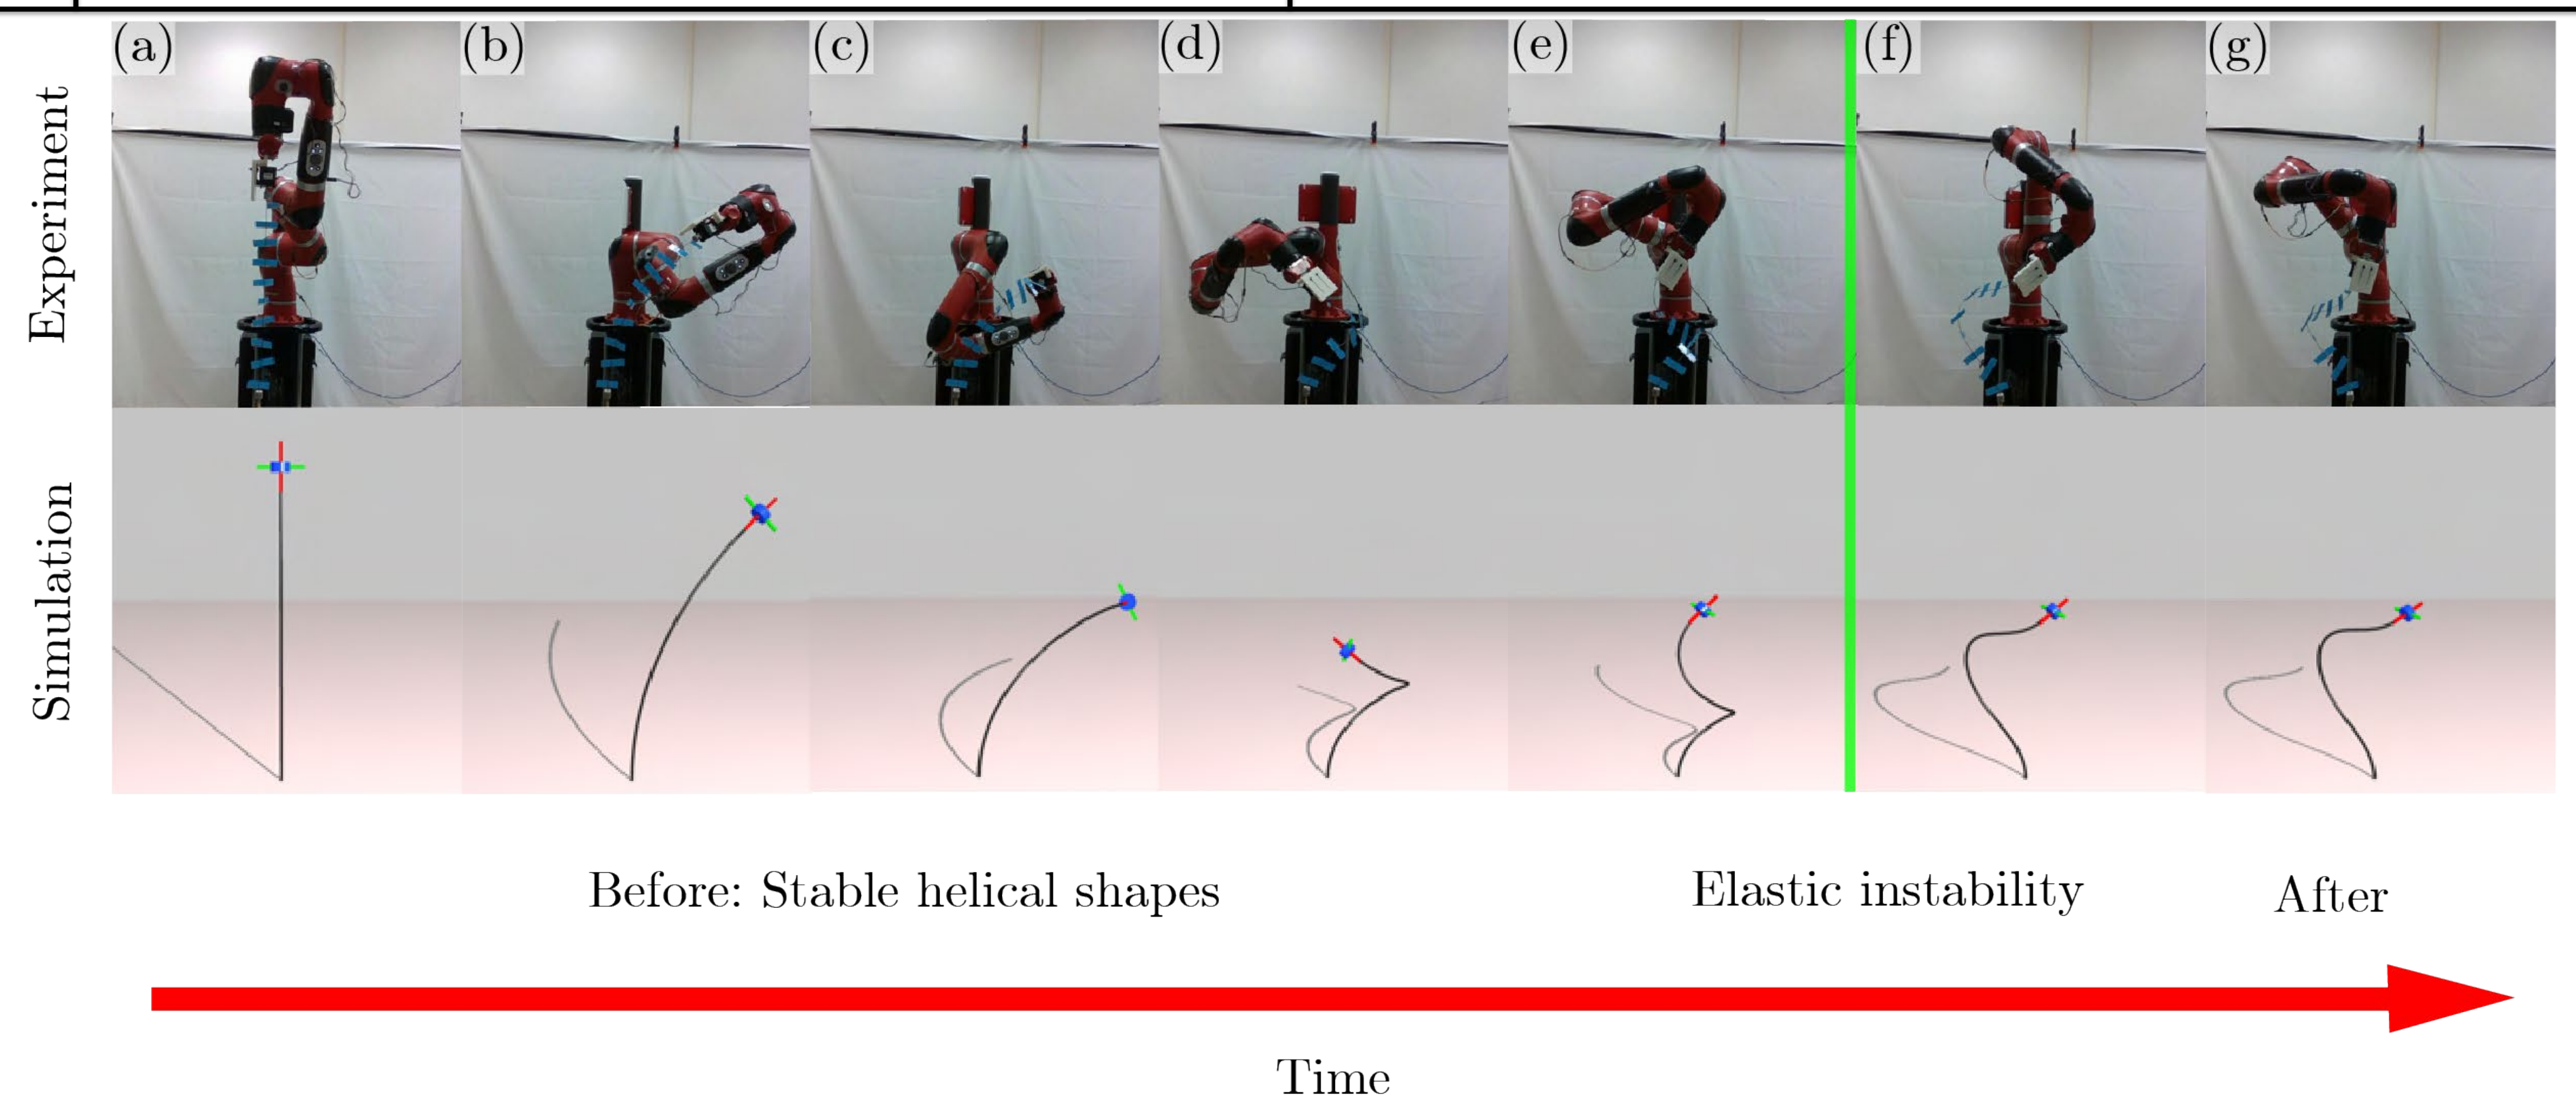 (a) (b) (c) (d) (e) (f) (g)
Experiment
Simulation
Before: Stable helical shapes
Elastic instability
After
Time